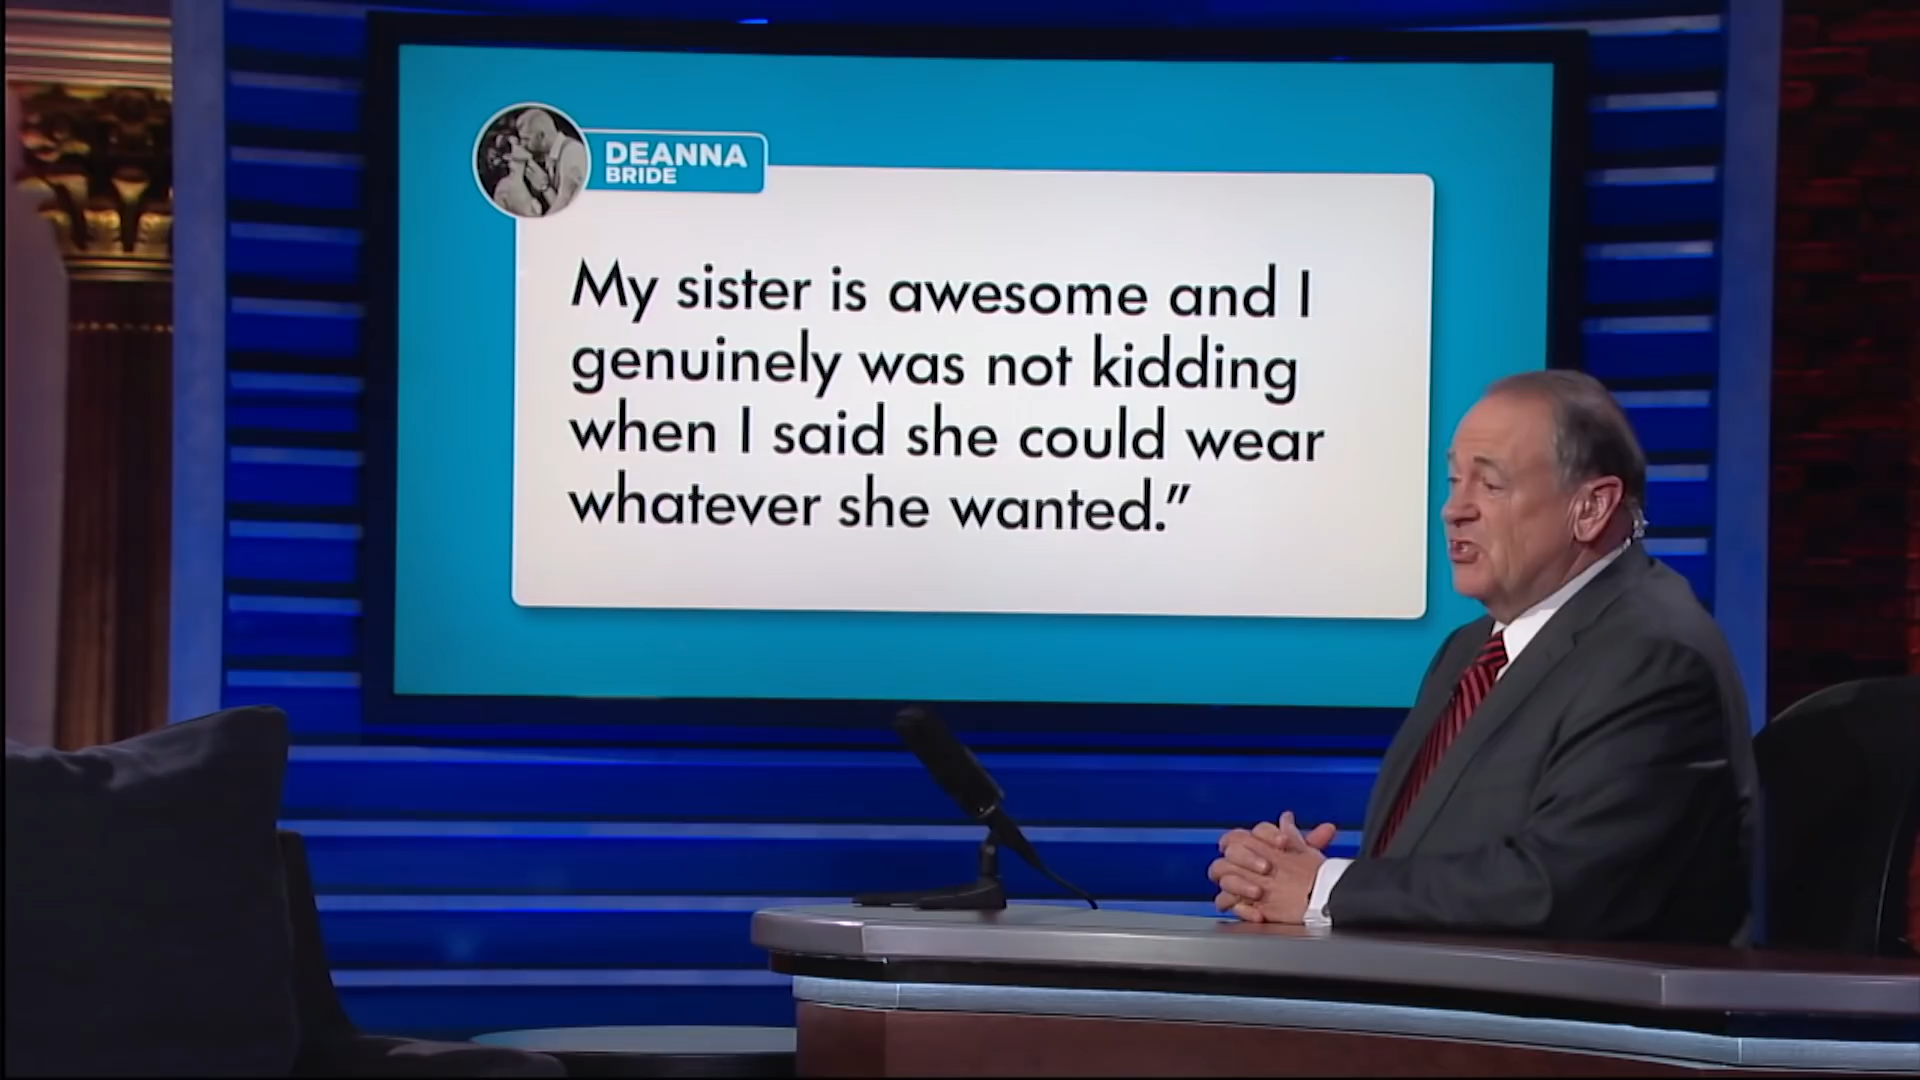 DEANNA
BRIDE
My sister is awesome and I
genuinely was not kidding
when I said she could wear
whatever she wanted.”